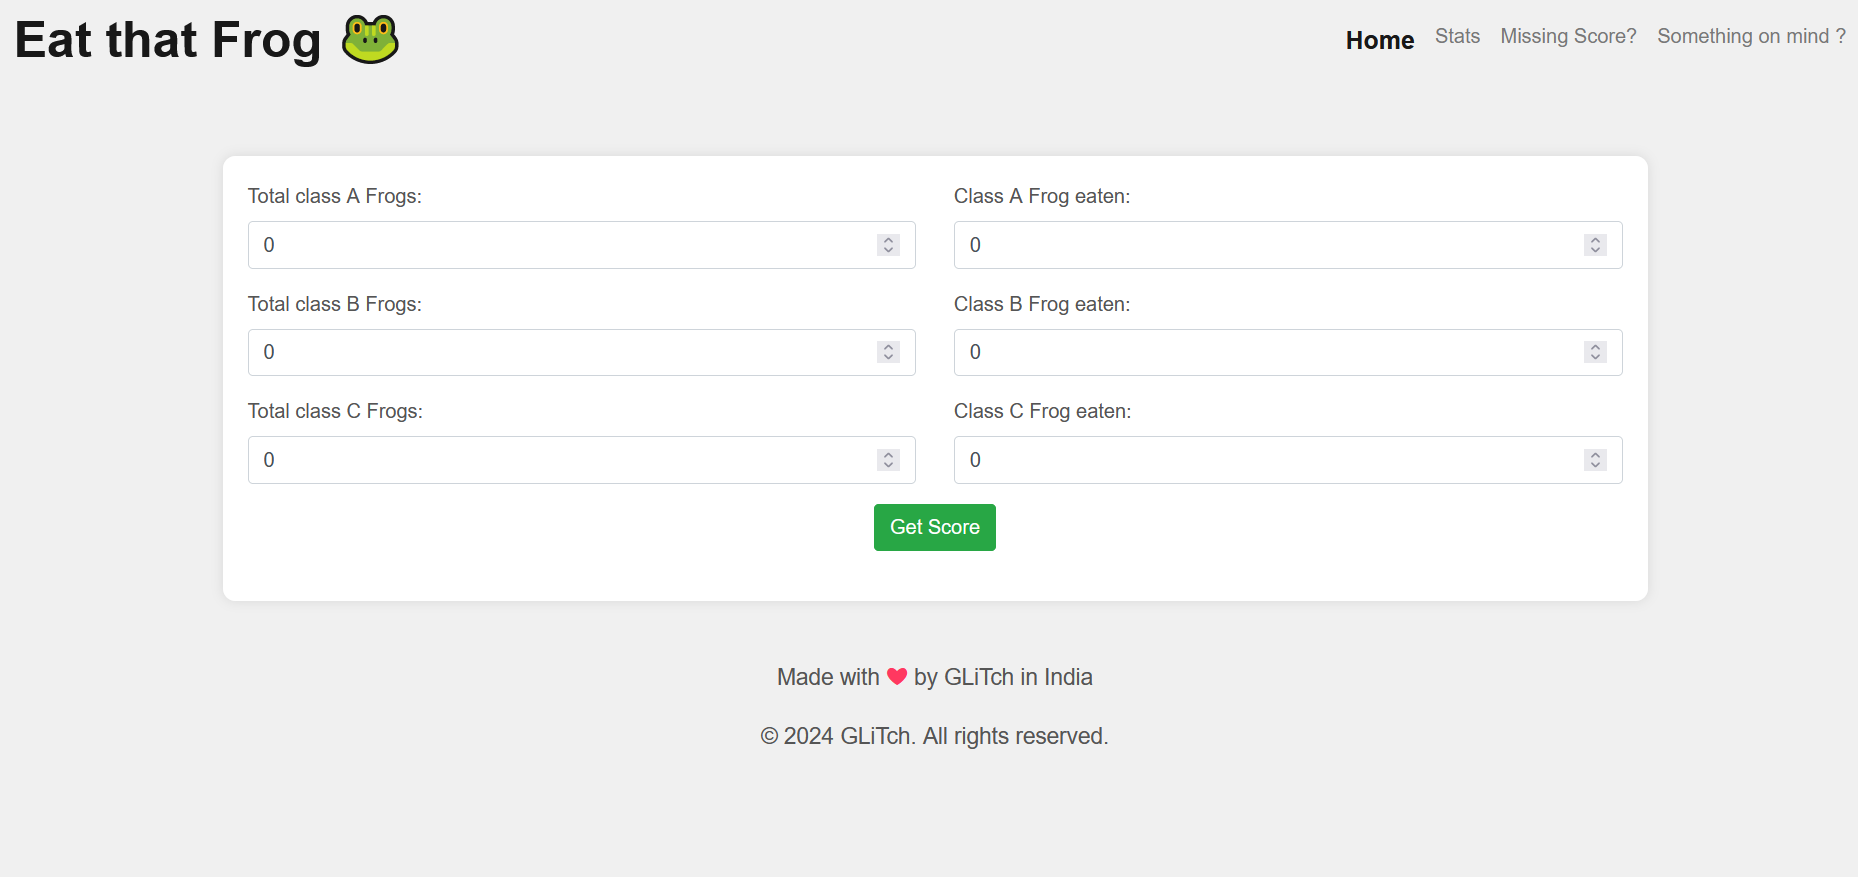 Eat that Frog 🐸
Home Stats Missing Score? Something on mind ?
Total class A Frogs: Class A Frog eaten:
0 0
Total class B Frogs: Class B Frog eaten:
0 0
Total class C Frogs: Class C Frog eaten:
0 0
Get Score
Made with ❤ by GLiTch in India
© 2024 GLiTch. All rights reserved.